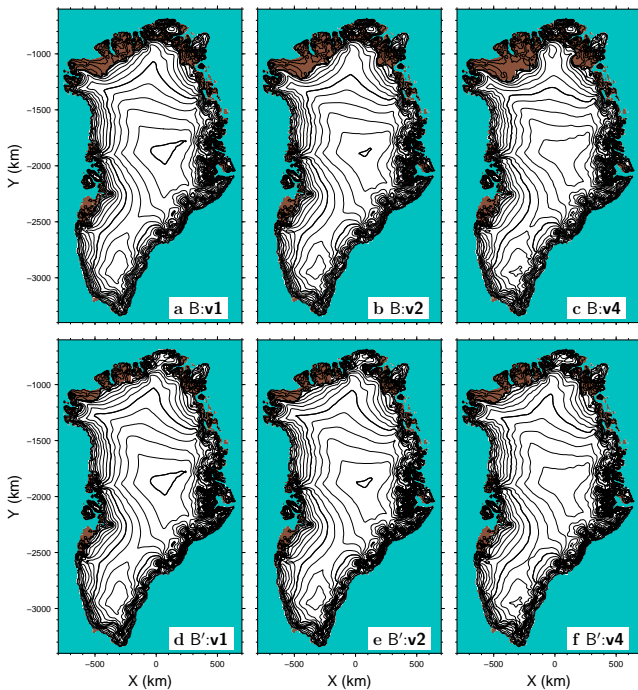 Y (km)
−1000
−1500
−2000
−2500
−3000
a B:v1
b B:v2
c B:v4
Y (km)
−1000
−1500
−2000
−2500
−3000
d B′:v1
e B′:v2
f B′:v4
−500 0 500 −500 0 500 −500 0 500
X (km) X (km) X (km)